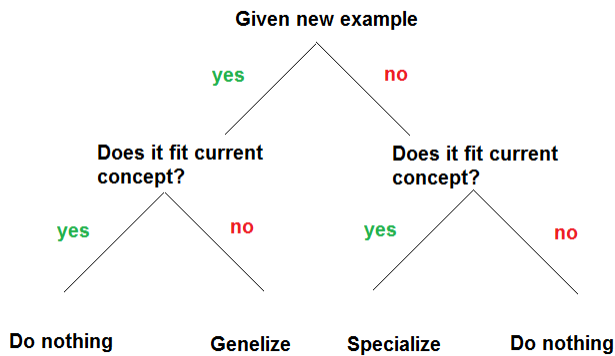 Given new example
yes
no
Does it fit current
concept?
Does it fit current
concept?
yes
no
yes
no
Do nothing
Genelize
Specialize
Do nothing